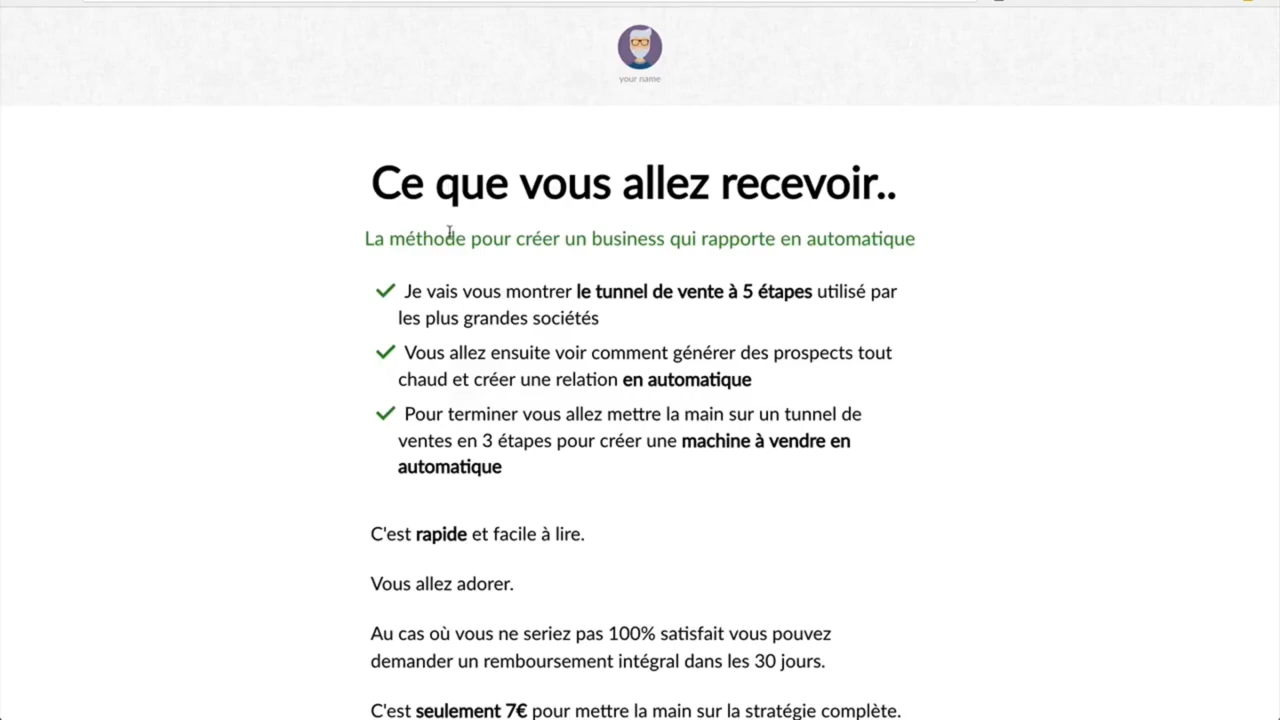 your name
Ce que vous allez recevoir..
La méthode pour créer un business qui rapporte en automatique
Je vais vous montrer le tunnel de vente à 5 étapes utilisé par
les plus grandes sociétés
Vous allez ensuite voir comment générer des prospects tout
chaud et créer une relation en automatique
Pour terminer vous allez mettre la main sur un tunnel de
ventes en 3 étapes pour créer une machine à vendre en
automatique
C'est rapide et facile à lire.
Vous allez adorer.
Au cas où vous ne seriez pas 100% satisfait vous pouvez
demander un remboursement intégral dans les 30 jours.
C'est seulement 7€ pour mettre la main sur la stratégie complète.